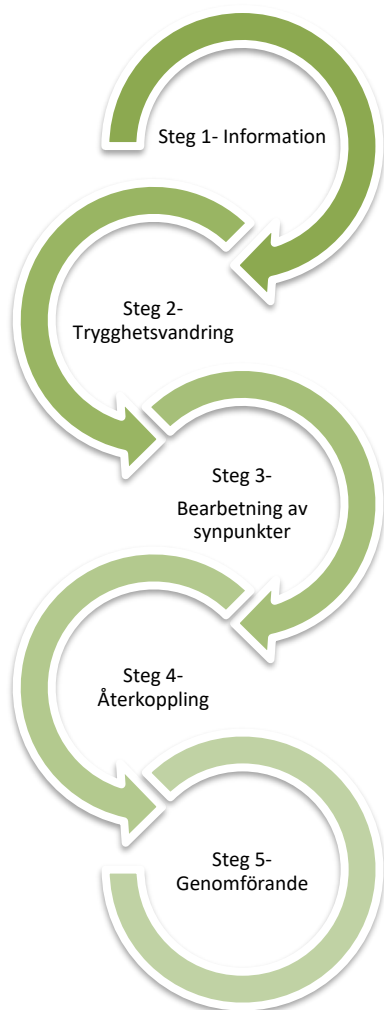 Steg 1- Information
Steg 2-
Trygghetsvandring
Steg 3-
Bearbetning av
synpunkter
Steg 4-
Återkoppling
Steg 5-
Genomförande